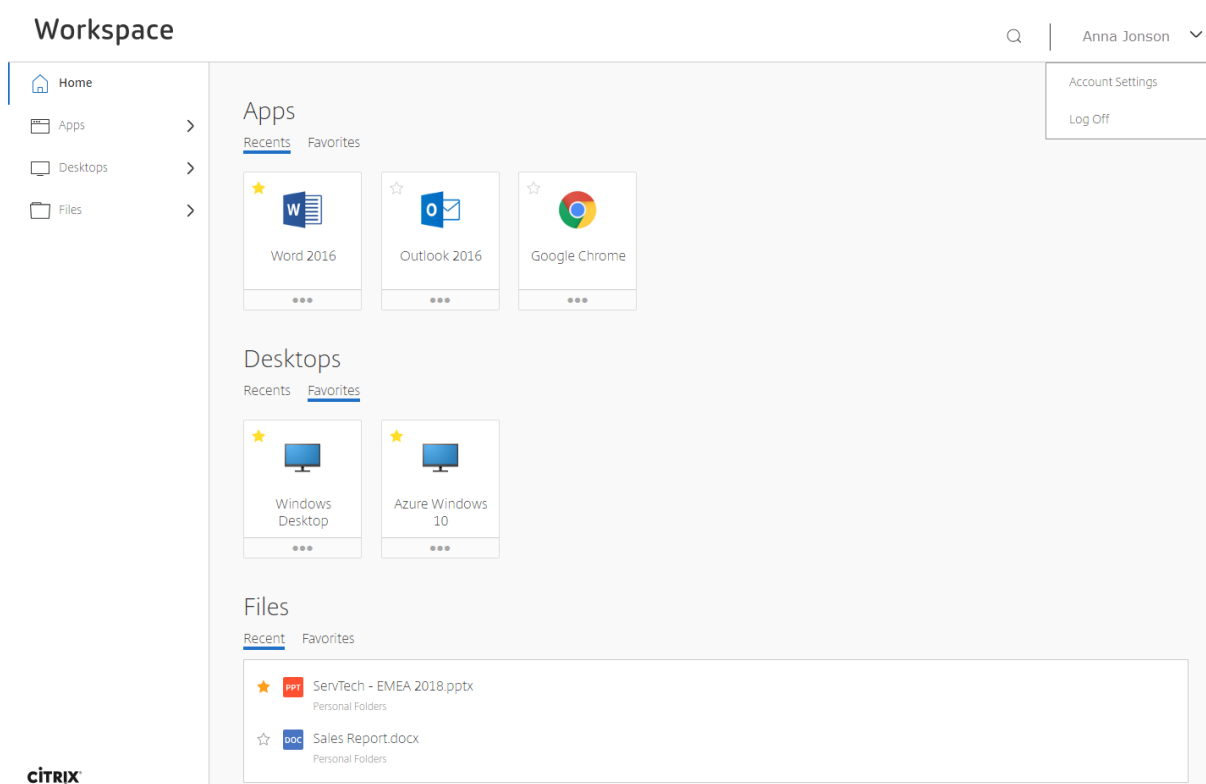 Workspace
Anna Jonson
Account Settings
Log Off
Home
Apps
Desktops
Files
CİTRIX
Apps
Recents Favorites
W
Word 2016
O
Outlook 2016
Google Chrome
Desktops
Recents Favorites
Windows
Desktop
Azure Windows
10
Files
Recent Favorites
PPT ServTech - EMEA 2018.pptx
Personal Folders
DOC Sales Report.docx
Personal Folders